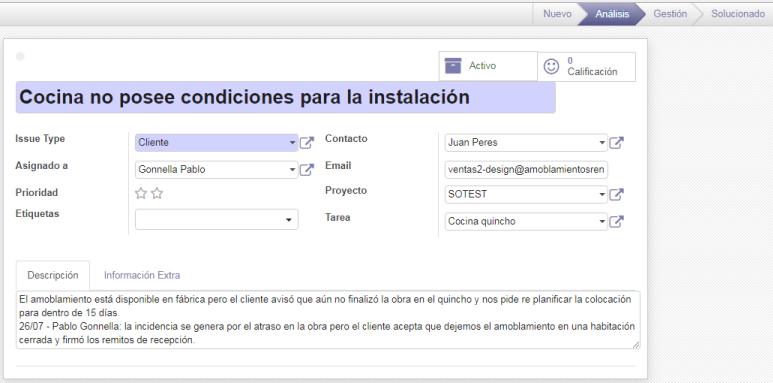 Nuevo Análisis Gestión Solucionado
Activo
0
Calificación
Cocina no posee condiciones para la instalación
Issue Type Cliente Contacto Juan Peres
Asignado a Gonnella Pablo Email ventas2-design@amoblamientosren
Prioridad Proyecto SOTEST
Etiquetas Tarea Cocina quincho
Descripción Información Extra
El amoblamiento está disponible en fábrica pero el cliente avisó que aún no finalizó la obra en el quincho y nos pide re planificar la colocación
para dentro de 15 días.
26/07 - Pablo Gonnella: la incidencia se genera por el atraso en la obra pero el cliente acepta que dejemos el amoblamiento en una habitación
cerrada y firmó los remitos de recepción.